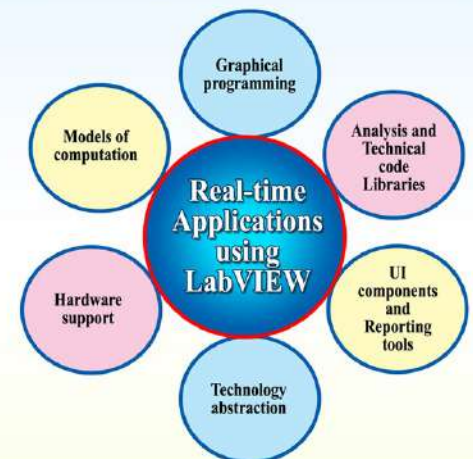 Graphical
programming
Analysis and
Technical
code
Libraries
UI
components
and
Reporting
tools
Technology
abstraction
Hardware
support
Models of
computation
Real-time
Applications
using
LabVIEW